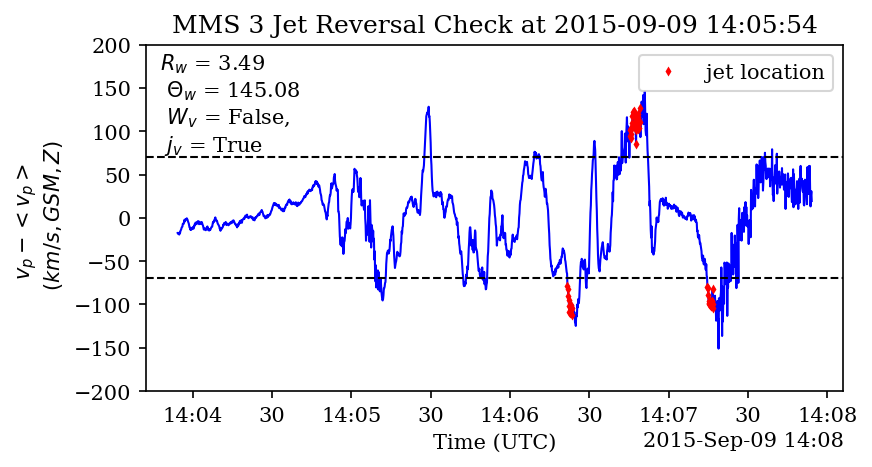 MMS 3 Jet Reversal Check at 2015-09-09 14:05:54
R_w = 3.49
Θ_w = 145.08
W_v = False,
j_v = True
jet location
v_p − < v_p >
(km/s, GSM, Z)
200
150
100
50
0
−50
−100
−150
−200
14:04 30 14:05 30 14:06 30 14:07 30 14:08
Time (UTC)
2015-Sep-09 14:08